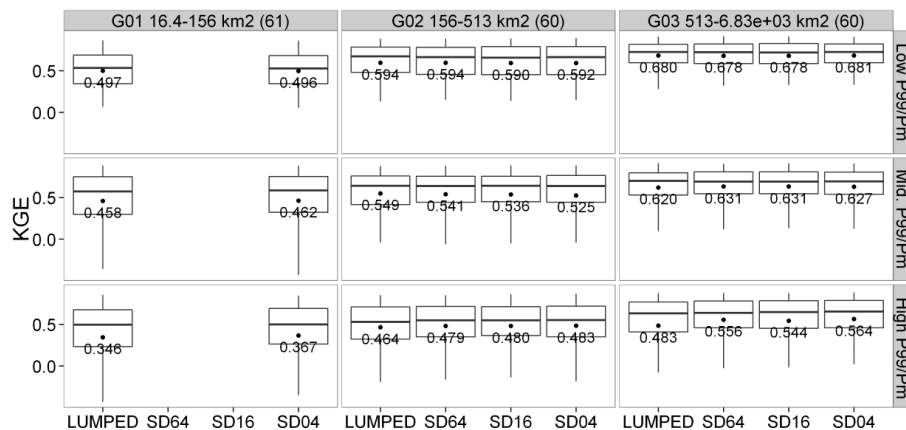 G01 16.4-156 km2 (61) G02 156-513 km2 (60) G03 513-6.83e+03 km2 (60)
0.5
0.0
0.497 0.496 0.594 0.594 0.590 0.592 0.680 0.678 0.678 0.681
Low P99/Pm
KGE
0.5
0.0
0.458 0.462 0.549 0.541 0.536 0.525 0.620 0.631 0.631 0.627
Mid. P99/Pm
0.5
0.0
0.346 0.367 0.464 0.479 0.480 0.483 0.483 0.556 0.544 0.564
High P99/Pm
LUMPED SD64 SD16 SD04 LUMPED SD64 SD16 SD04 LUMPED SD64 SD16 SD04